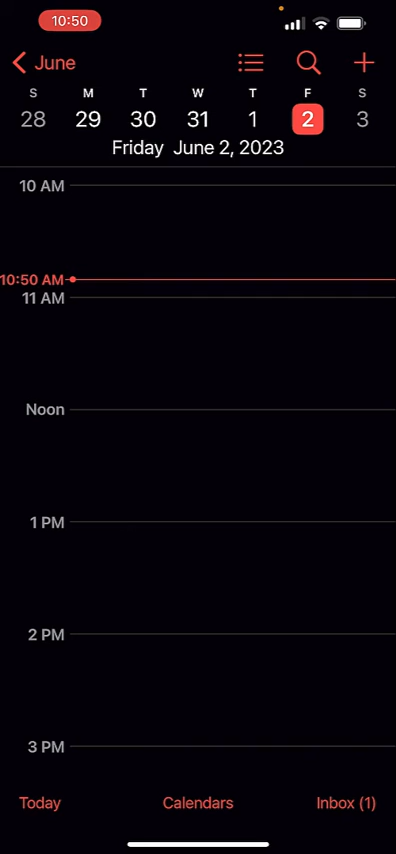 10:50
June
S M T W T F S
28 29 30 31 1 2 3
Friday June 2, 2023
10 AM
10:50 AM
11 AM
Noon
1 PM
2 PM
3 PM
Today Calendars Inbox (1)